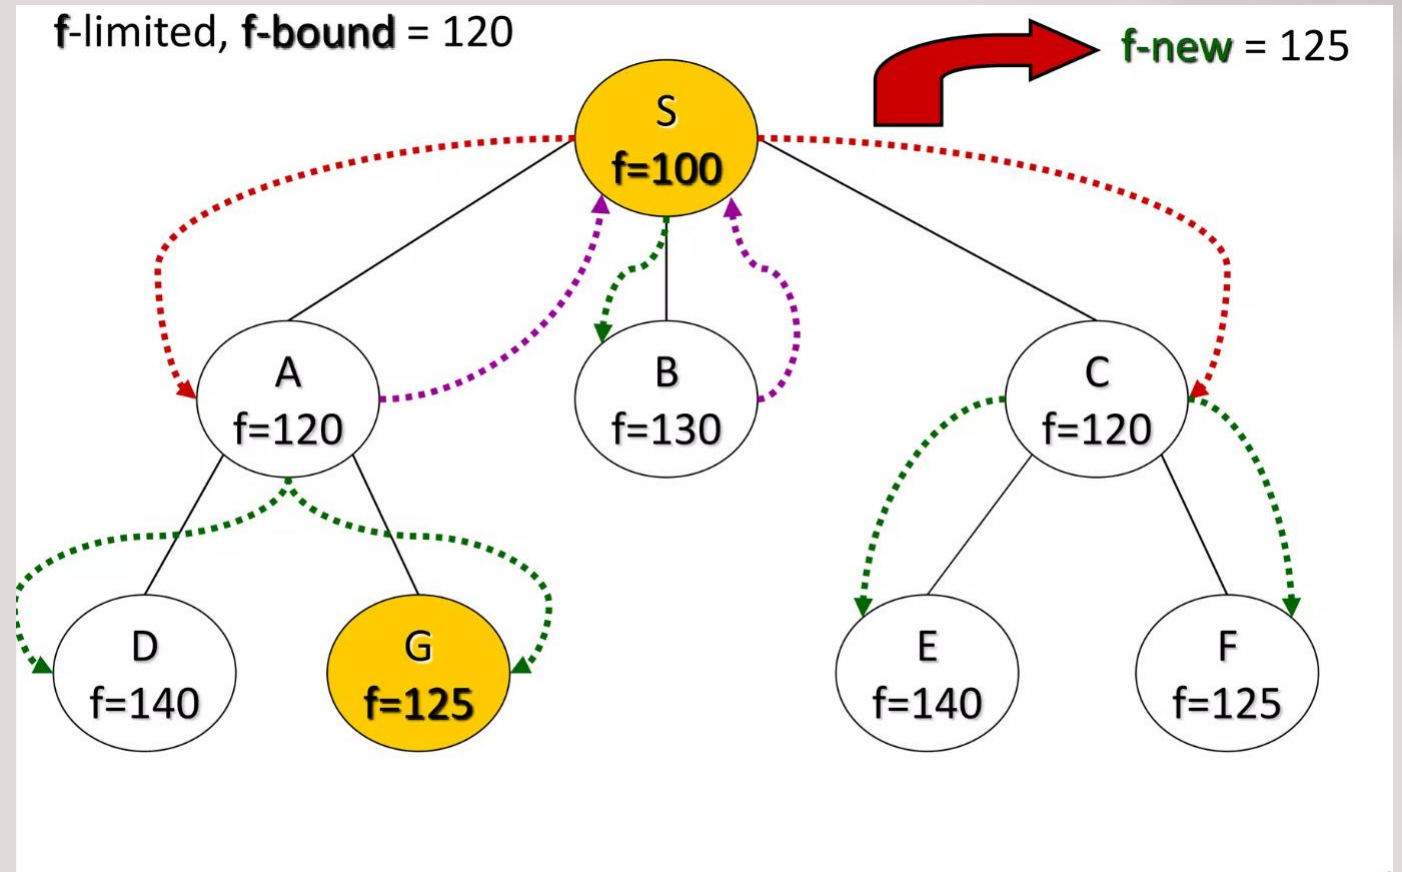 f-limited, f-bound = 120
f-new = 125
S
f=100
A
f=120
B
f=130
C
f=120
D
f=140
G
f=125
E
f=140
F
f=125